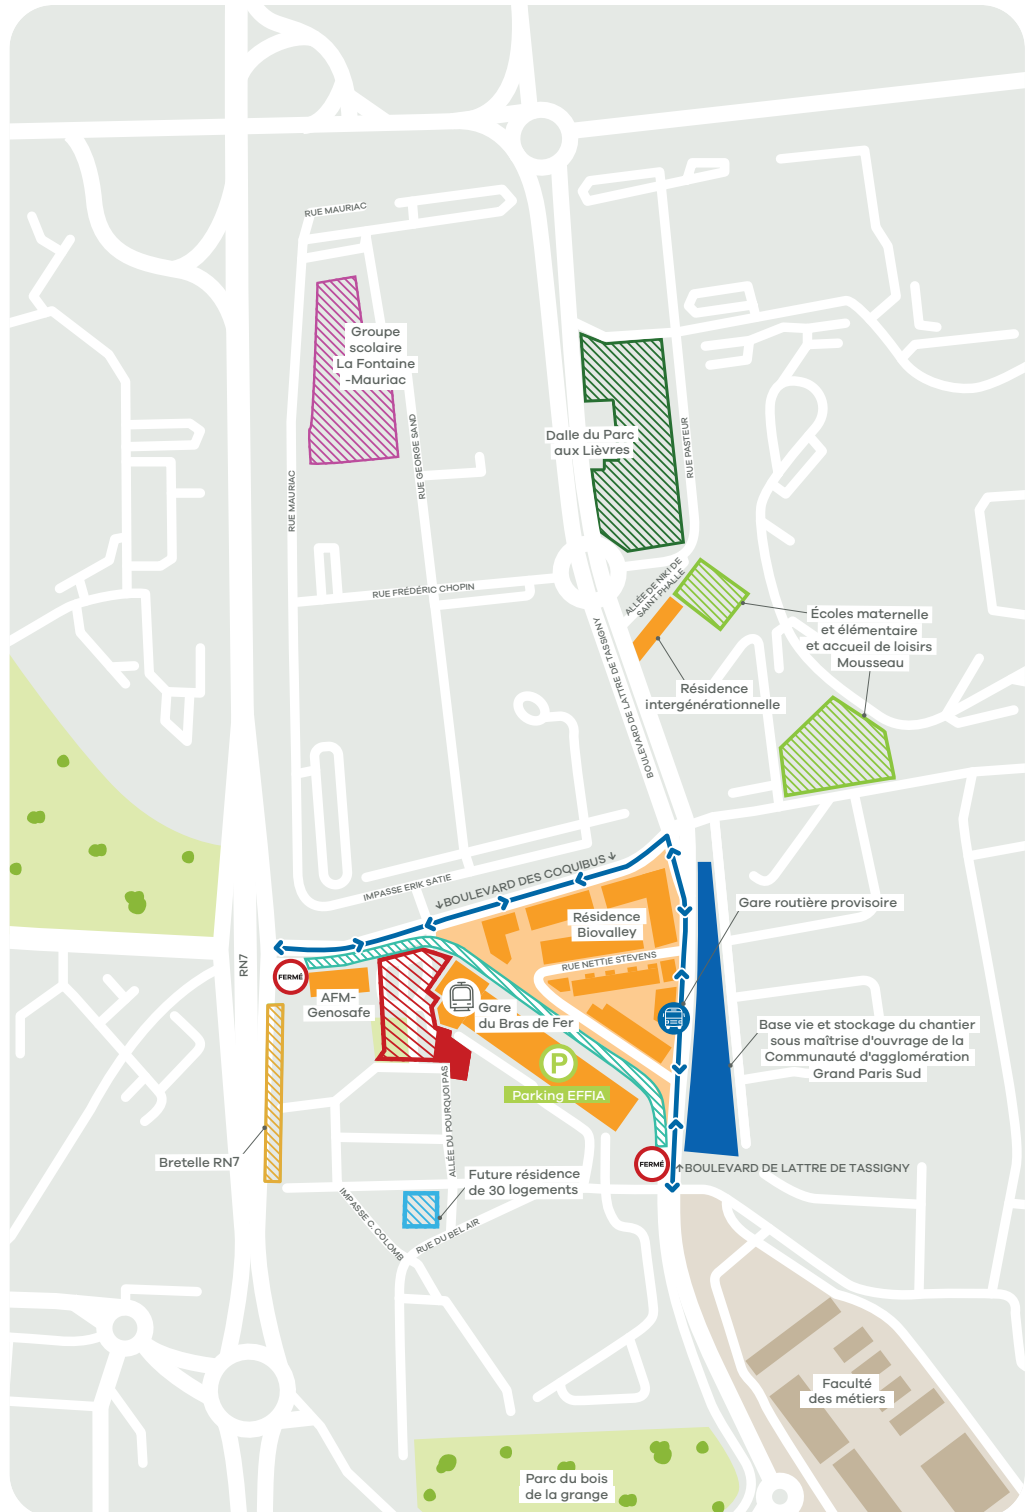 RUE MAURIAC
Groupe
scolaire
La Fontaine
-Mauriac
RUE GEORGE SAND
RUE MAURIAC
Dalle du Parc
aux Lièvres
RUE PASTEUR
RUE FRÉDÉRIC CHOPIN
ALLÉE DE NIKI DE
SAINT PHALLE
Écoles maternelle
et élémentaire
et accueil de loisirs
Mousseau
BOULEVARD DE LATTRE DE TASSIGNY
Résidence
intergénérationnelle
IMPASSE ERIK SATIE
↓BOULEVARD DES COQUIBUS↓
Gare routière provisoire
Résidence
Biovalley
RUE NETTIE STEVENS
RN7
FERMÉ
AFM-
Genosafe
Gare
du Bras de Fer
Base vie et stockage du chantier
sous maîtrise d'ouvrage de la
Communauté d'agglomération
Grand Paris Sud
P
Parking EFFIA
ALLÉE DU POURQUOI PAS
Bretelle RN7
FERMÉ
↑BOULEVARD DE LATTRE DE TASSIGNY
Future résidence
de 30 logements
IMPASSE C. COLOMB
RUE DU BEL AIR
Faculté
des métiers
Parc du bois
de la grange